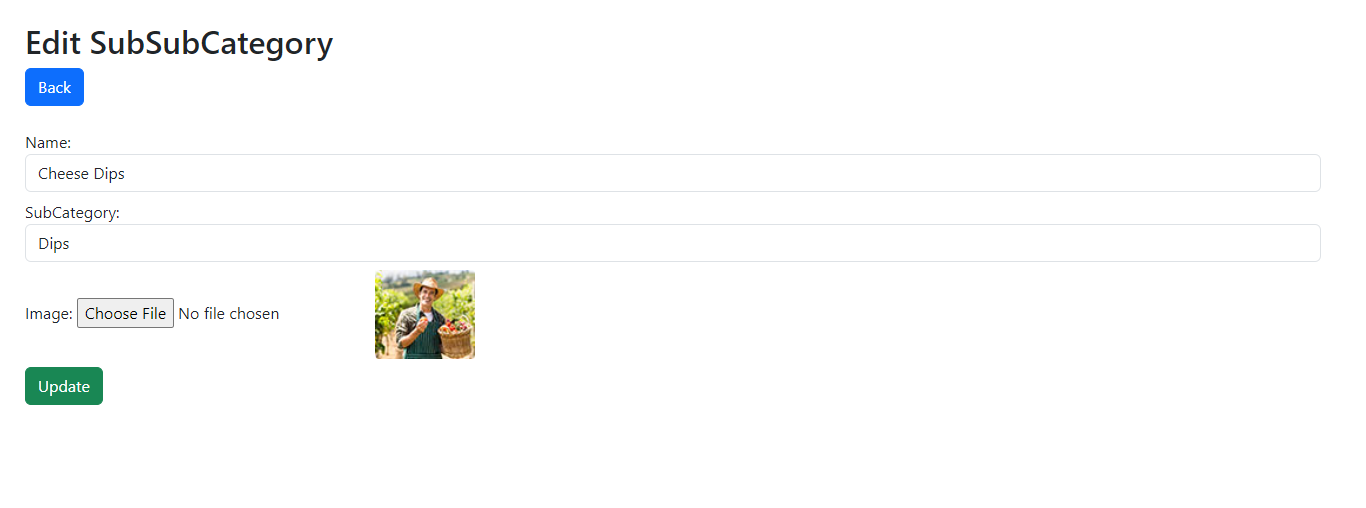 Edit SubSubCategory
Back
Name:
Cheese Dips
SubCategory:
Dips
Image: Choose File No file chosen
Update